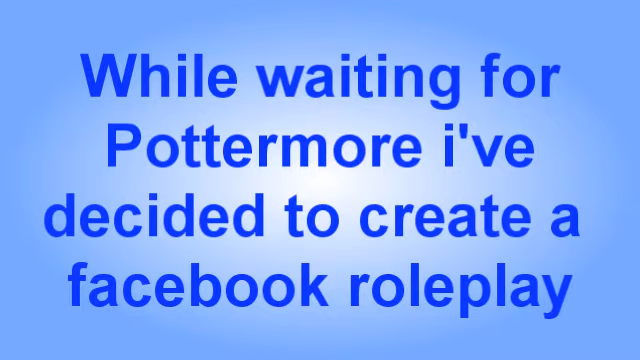 While waiting for
Pottermore i've
decided to create a
facebook roleplay